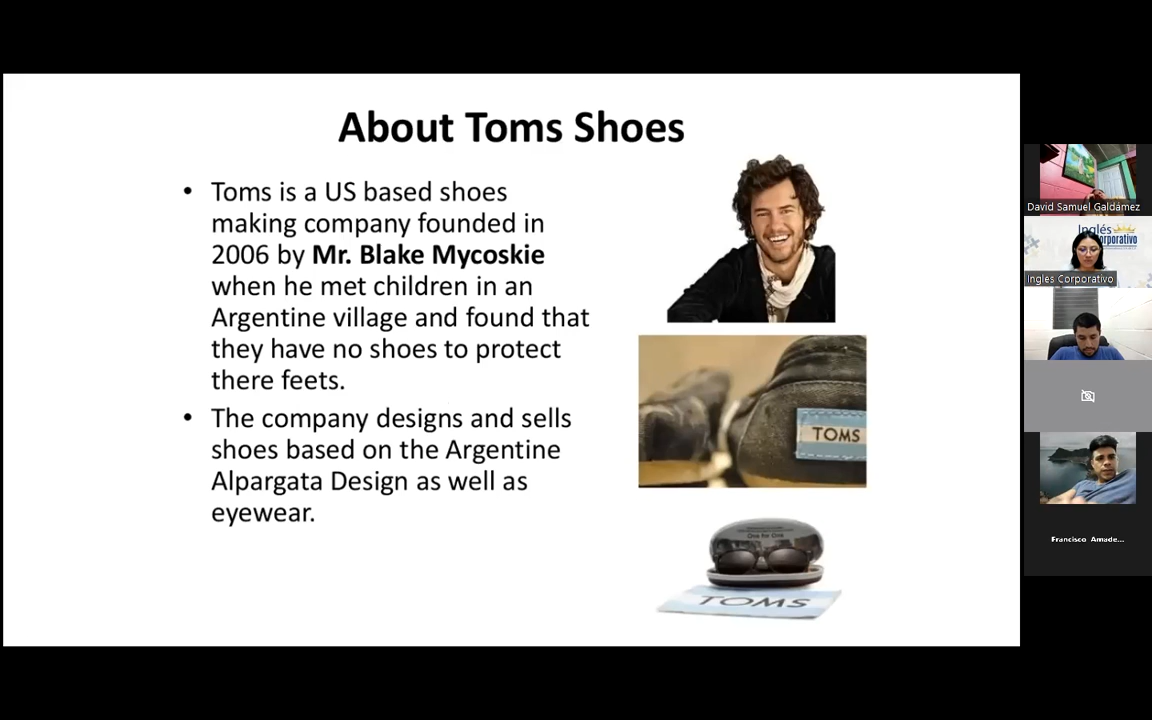 About Toms Shoes
• Toms is a US based shoes
making company founded in
2006 by Mr. Blake Mycoskie
when he met children in an
Argentine village and found that
they have no shoes to protect
there feets.
• The company designs and sells
shoes based on the Argentine
Alpargata Design as well as
eyewear.
TOMS
One for One
TOMS
David Samuel Galdámez
Inglés
Corporativo
Ingles Corporativo
Francisco Amade...